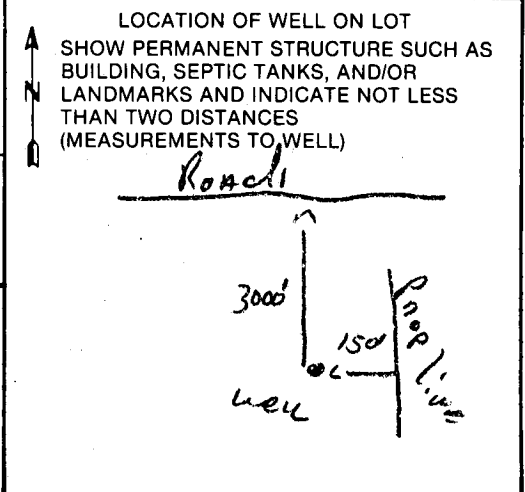 LOCATION OF WELL ON LOT
SHOW PERMANENT STRUCTURE SUCH AS
BUILDING, SEPTIC TANKS, AND/OR
N LANDMARKS AND INDICATE NOT LESS
THAN TWO DISTANCES
(MEASUREMENTS TO WELL)
Road
3000'
150'
Prop line
well